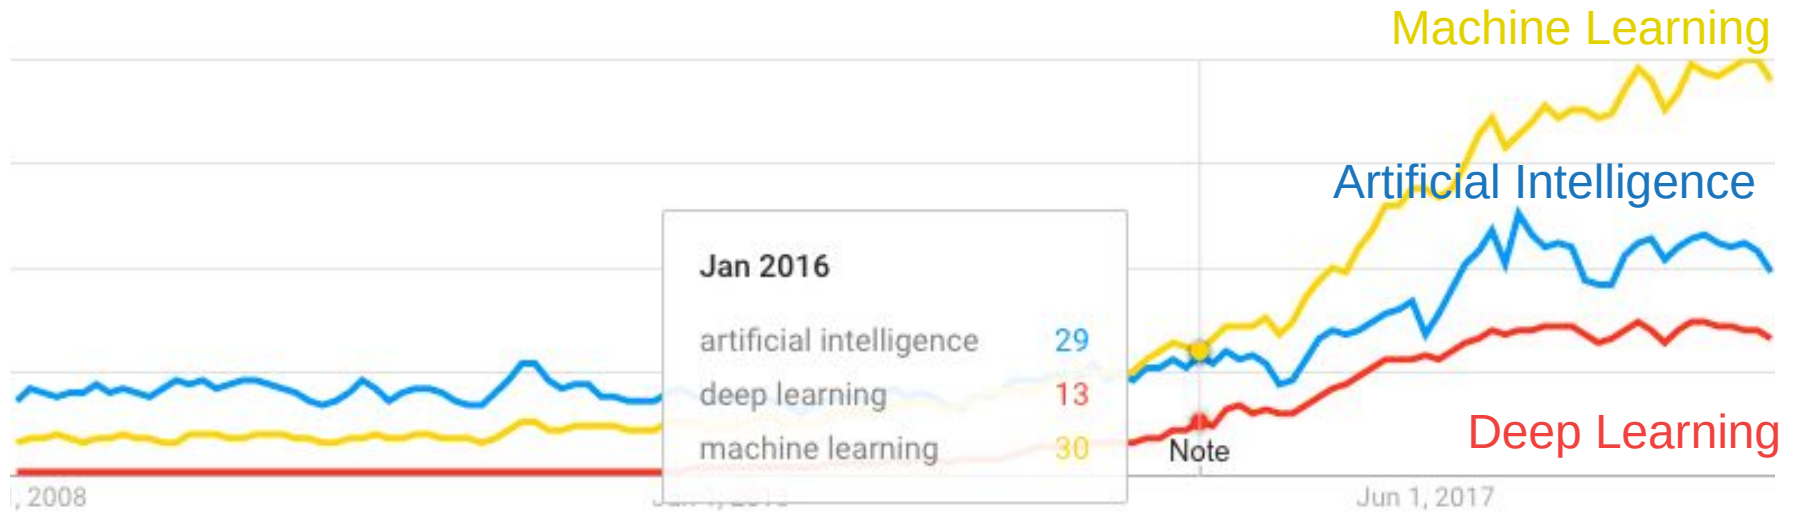 Machine Learning
Artificial Intelligence
Jan 2016
artificial intelligence 29
deep learning 13
machine learning 30
Note
Deep Learning
, 2008
Jun 1, 2017